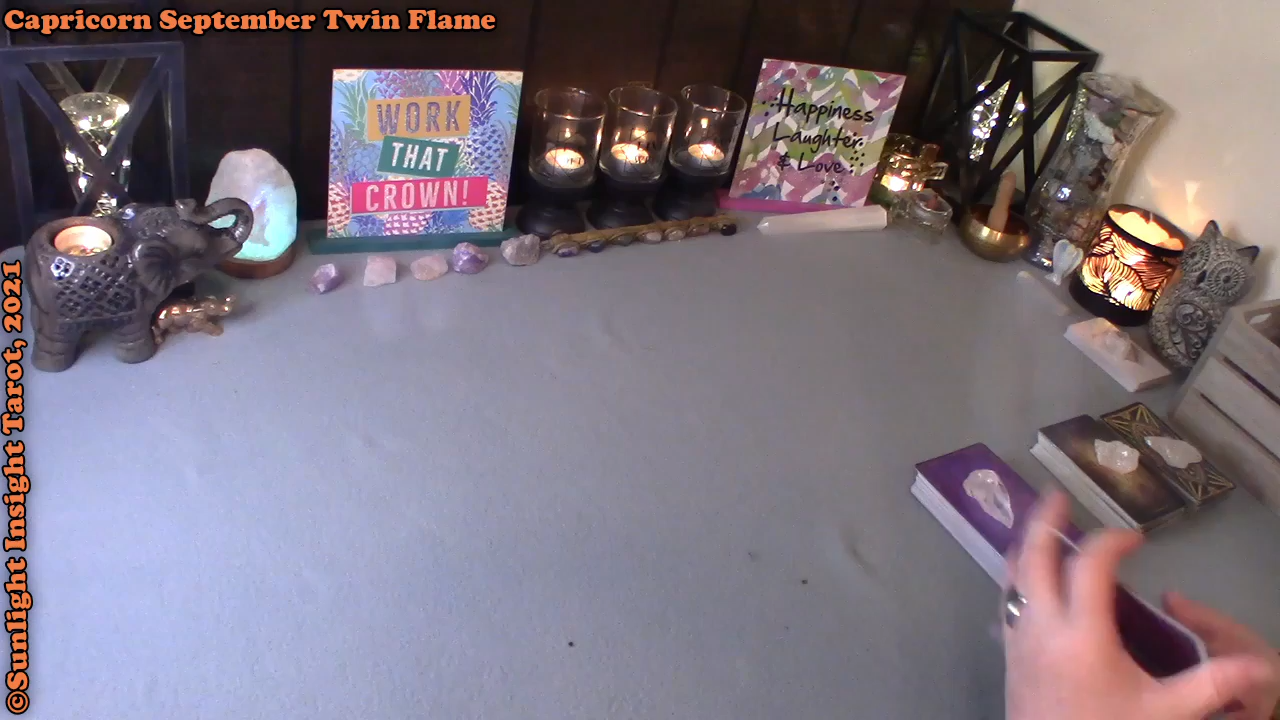 Capricorn September Twin Flame
WORK
THAT
CROWN!
Happiness
Laughter
& Love
©Sunlight Insight Tarot, 2021